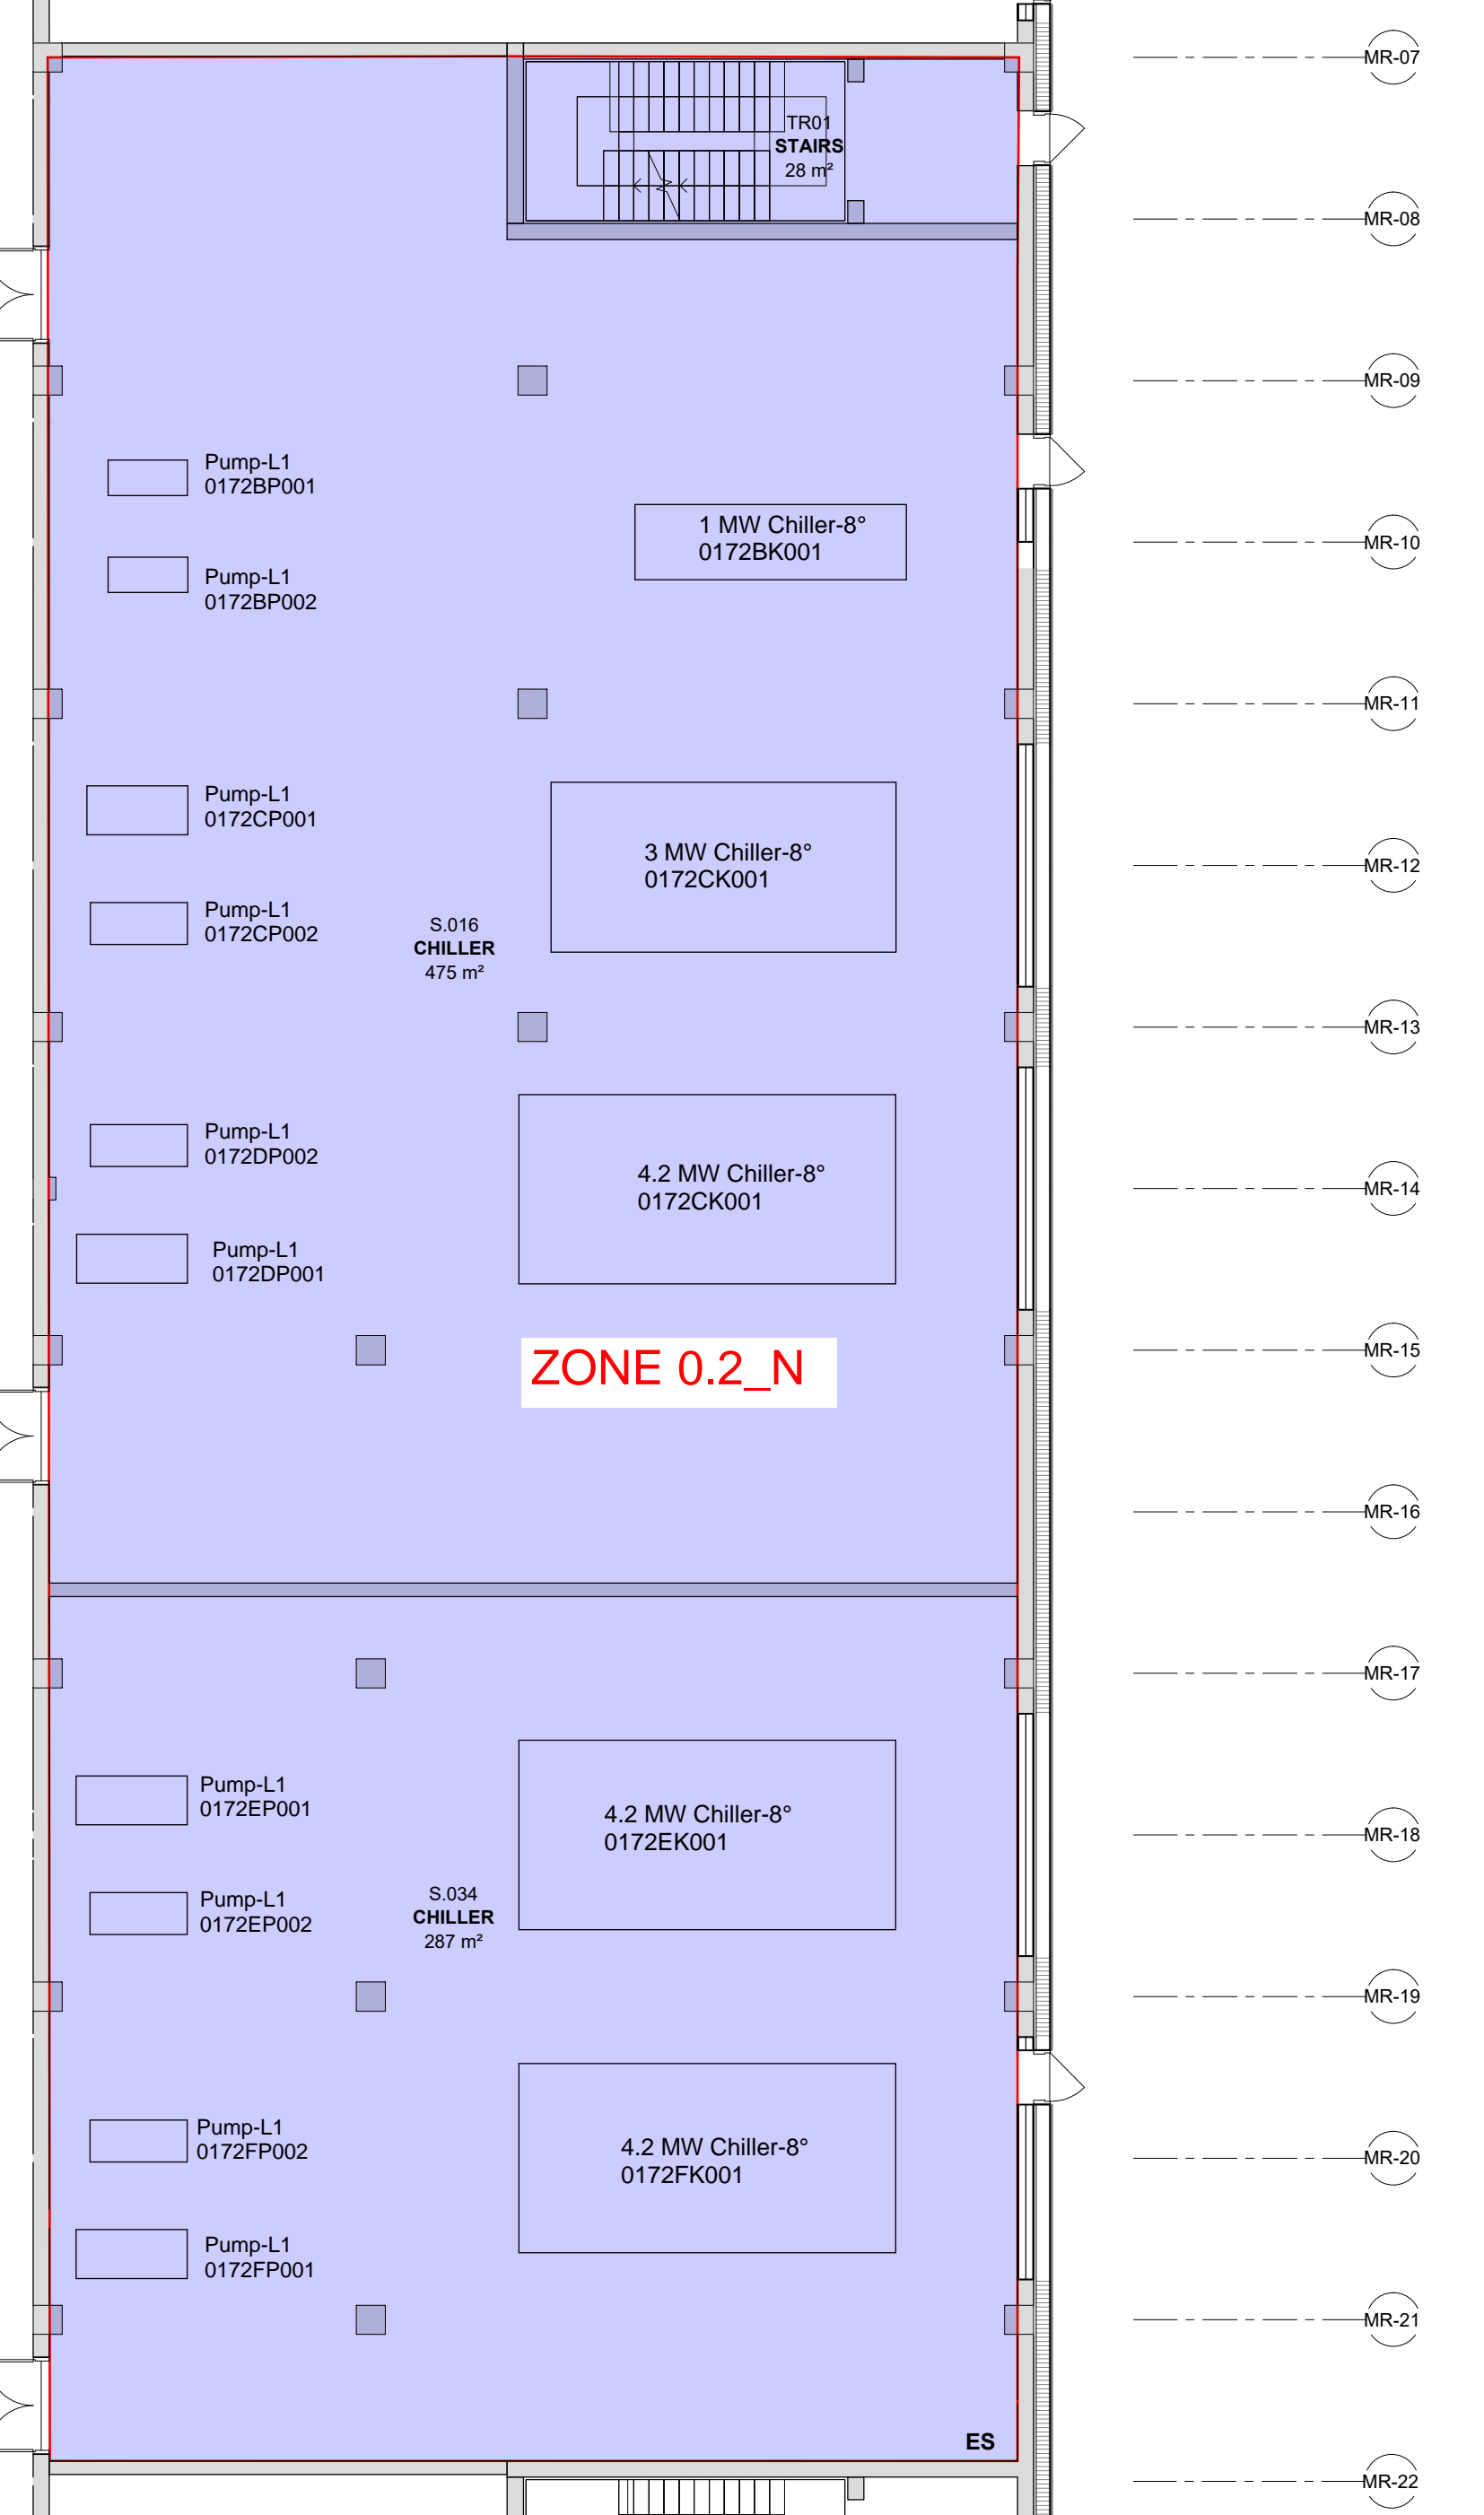 MR-07
TR01
STAIRS
28 m²
MR-08
MR-09
Pump-L1
0172BP001
1 MW Chiller-8°
0172BK001
MR-10
Pump-L1
0172BP002
MR-11
Pump-L1
0172CP001
3 MW Chiller-8°
0172CK001
MR-12
Pump-L1
0172CP002
S.016
CHILLER
475 m²
MR-13
Pump-L1
0172DP002
4.2 MW Chiller-8°
0172CK001
MR-14
Pump-L1
0172DP001
ZONE 0.2_N
MR-15
MR-16
MR-17
Pump-L1
0172EP001
4.2 MW Chiller-8°
0172EK001
MR-18
Pump-L1
0172EP002
S.034
CHILLER
287 m²
MR-19
Pump-L1
0172FP002
4.2 MW Chiller-8°
0172FK001
MR-20
Pump-L1
0172FP001
MR-21
ES
MR-22